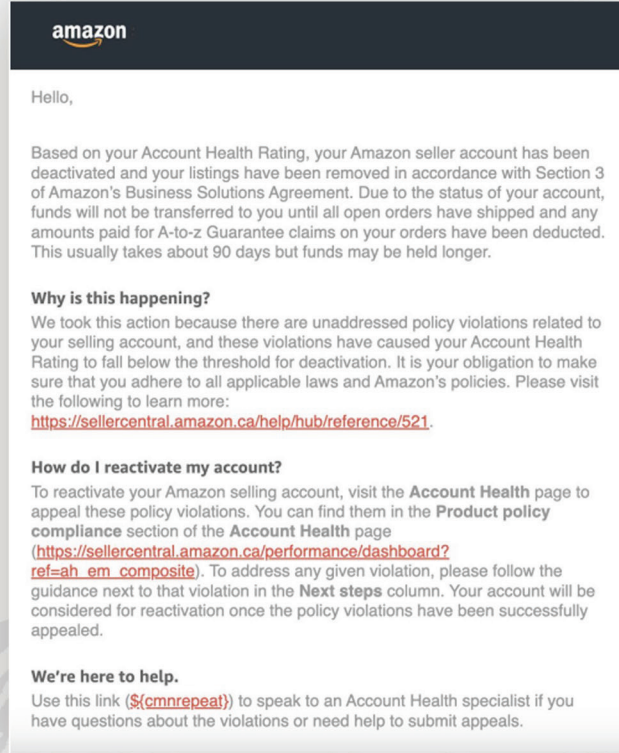 amazon
Hello,
Based on your Account Health Rating, your Amazon seller account has been
deactivated and your listings have been removed in accordance with Section 3
of Amazon's Business Solutions Agreement. Due to the status of your account,
funds will not be transferred to you until all open orders have shipped and any
amounts paid for A-to-z Guarantee claims on your orders have been deducted.
This usually takes about 90 days but funds may be held longer.
Why is this happening?
We took this action because there are unaddressed policy violations related to
your selling account, and these violations have caused your Account Health
Rating to fall below the threshold for deactivation. It is your obligation to make
sure that you adhere to all applicable laws and Amazon's policies. Please visit
the following to learn more:
https://sellercentral.amazon.ca/help/hub/reference/521.
How do I reactivate my account?
To reactivate your Amazon selling account, visit the Account Health page to
appeal these policy violations. You can find them in the Product policy
compliance section of the Account Health page
(https://sellercentral.amazon.ca/performance/dashboard?
ref=ah_em_composite). To address any given violation, please follow the
guidance next to that violation in the Next steps column. Your account will be
considered for reactivation once the policy violations have been successfully
appealed.
We're here to help.
Use this link (${cmnrepeat}) to speak to an Account Health specialist if you
have questions about the violations or need help to submit appeals.